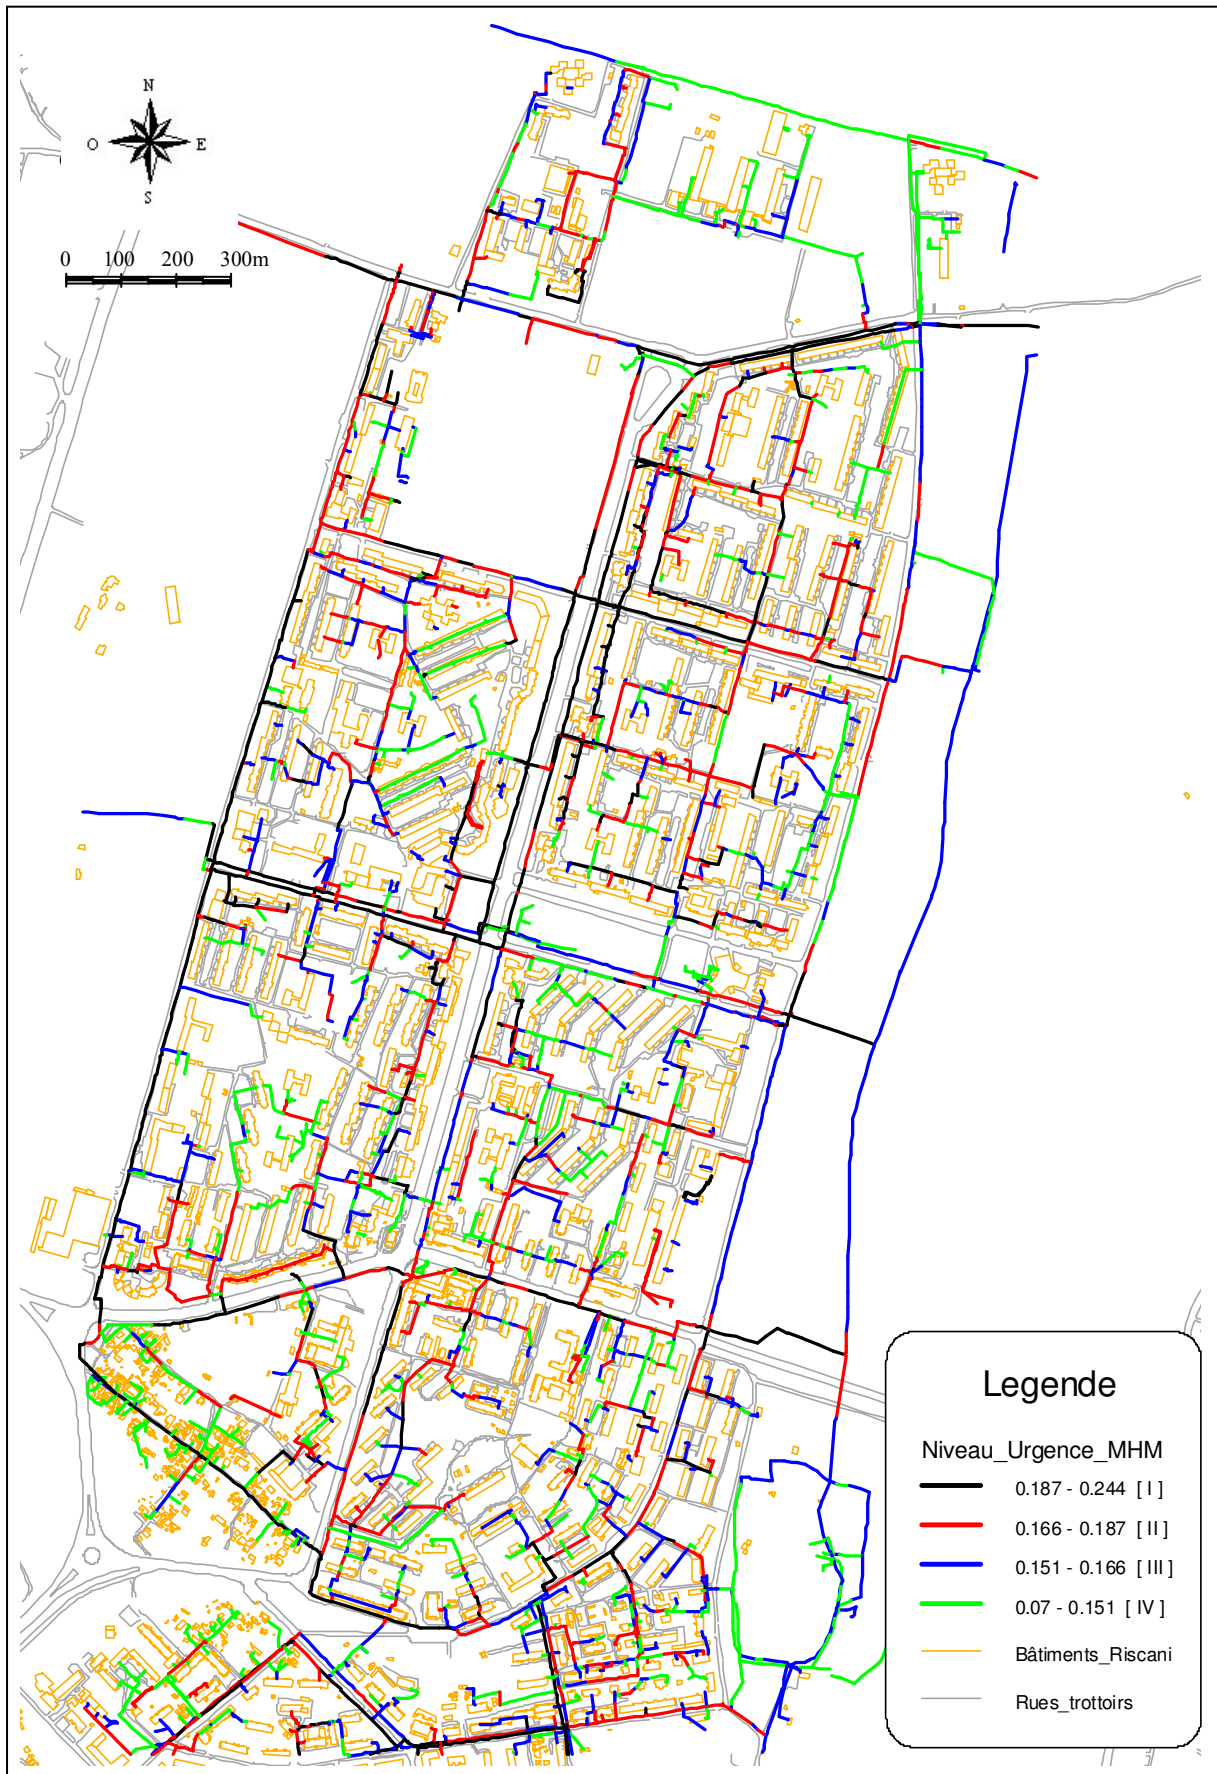 N
O E
S
0 100 200 300m
Legende
Niveau_Urgence_MHM
0.187 - 0.244 [ I ]
0.166 - 0.187 [ II ]
0.151 - 0.166 [ III ]
0.07 - 0.151 [ IV ]
Bâtiments_Riscani
Rues_trottoirs